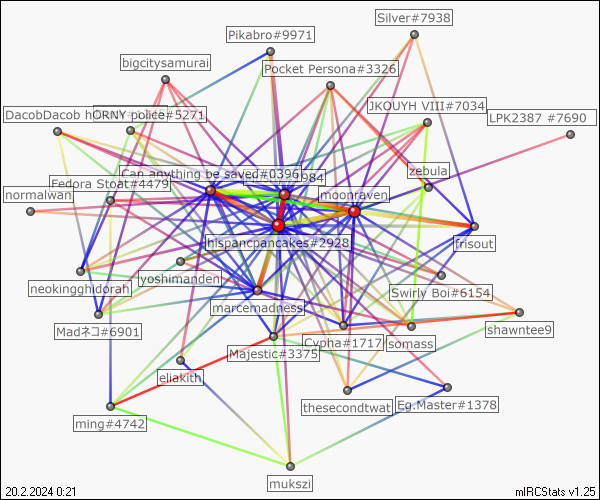 Silver#7938
Pikabro#9971
bigcitysamurai
Pocket Persona#3326
DacobDacob h
ORNY police#5271
JKOUYH VIII#7034
LPK2387 #7690
Can anything be saved#0396
zebula
Fedora Stoat#4479
normalwan
noonraven
hispancpancakes#2928
frisout
yoshimanden
neokingghidorah
Swirly Boi#6154
marcemadness
Madネコ#6901
Cypha#1717
somass
shawntee9
Majestic#3375
eliakith
thesecondtwat
Eg.Master#1378
ming#4742
mukszi
20.2.2024 0:21
mIRCStats v1.25